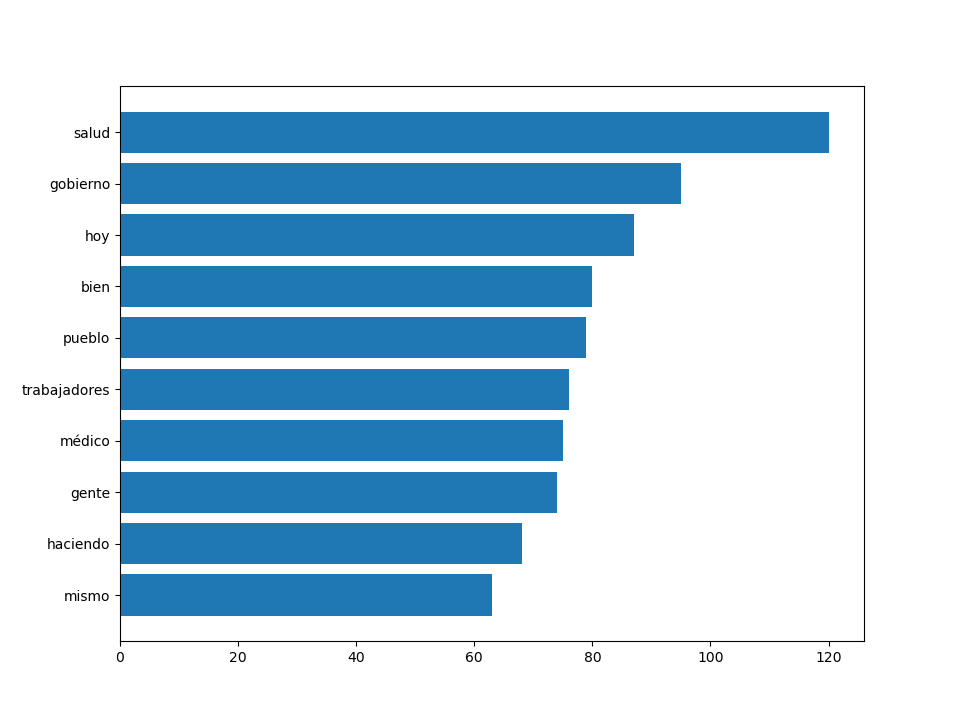 salud
gobierno
hoy
bien
pueblo
trabajadores
médico
gente
haciendo
mismo
0 20 40 60 80 100 120